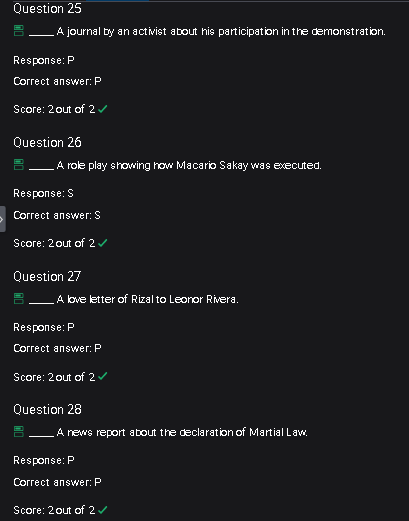 Question 25
_____ A journal by an activist about his participation in the demonstration.
Response: P
Correct answer: P
Score: 2 out of 2
Question 26
_____ A role play showing how Macario Sakay was executed.
Response: S
Correct answer: S
Score: 2 out of 2
Question 27
_____ A love letter of Rizal to Leonor Rivera.
Response: P
Correct answer: P
Score: 2 out of 2
Question 28
_____ A news report about the declaration of Martial Law.
Response: P
Correct answer: P
Score: 2 out of 2